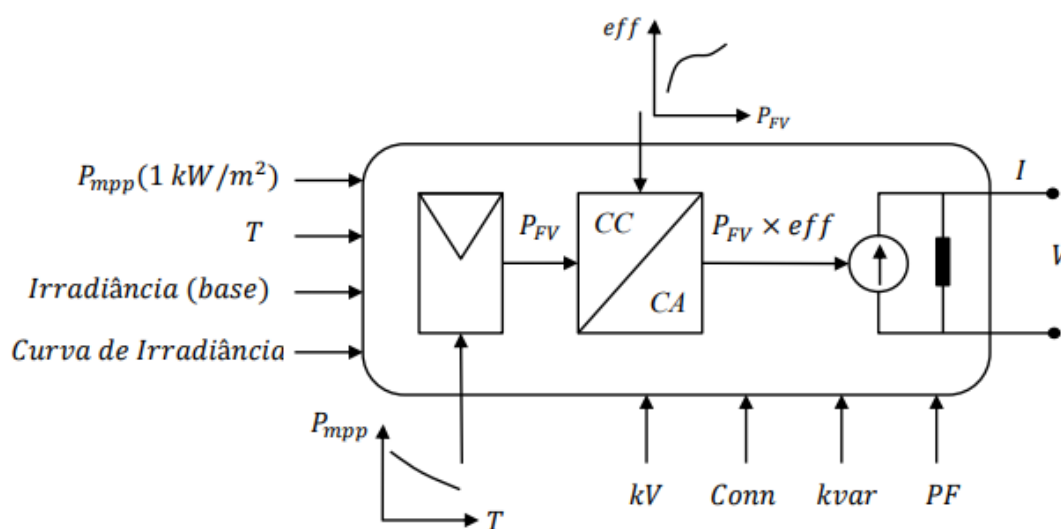 eff
P_FV
P_mpp(1 kW/m²)
T
Irradiância (base)
Curva de Irradiância
P_FV
CC
CA
P_FV × eff
I
V
P_mpp
T
kV
Conn
kvar
PF